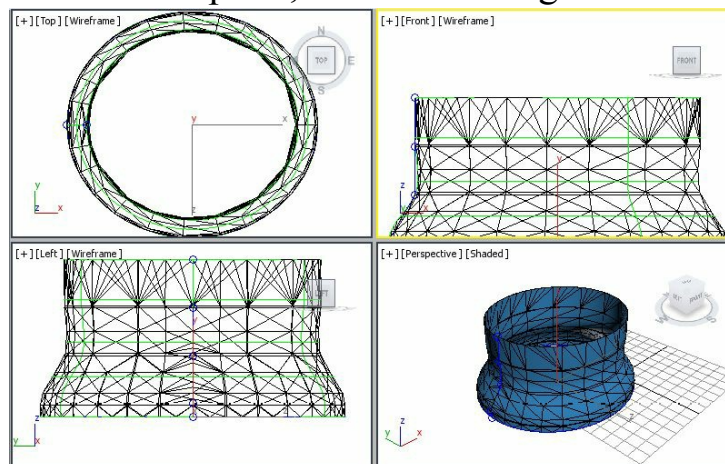 [+] [Top] [Wireframe]
N
TOP
E
S
y
x
z
y
x
[+] [Front] [Wireframe]
FRONT
y
z
x
[+] [Left] [Wireframe]
y
z
y
x
[+] [Perspective] [Shaded]
W
S
z
z
y
x